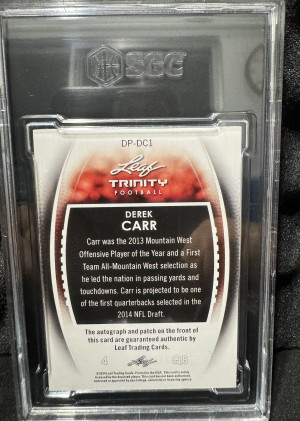 SGC
DP-DC1
Leaf
TRINITY
FOOTBALL
DEREK
CARR
Carr was the 2013 Mountain West
Offensive Player of the Year and a First
Team All-Mountain West selection as
he led the nation in passing yards and
touchdowns. Carr is projected to be one
of the first quarterbacks selected in the
2014 NFL Draft.
The autograph and patch on the front of
this card are guaranteed authentic by
Leaf Trading Cards.
Leaf